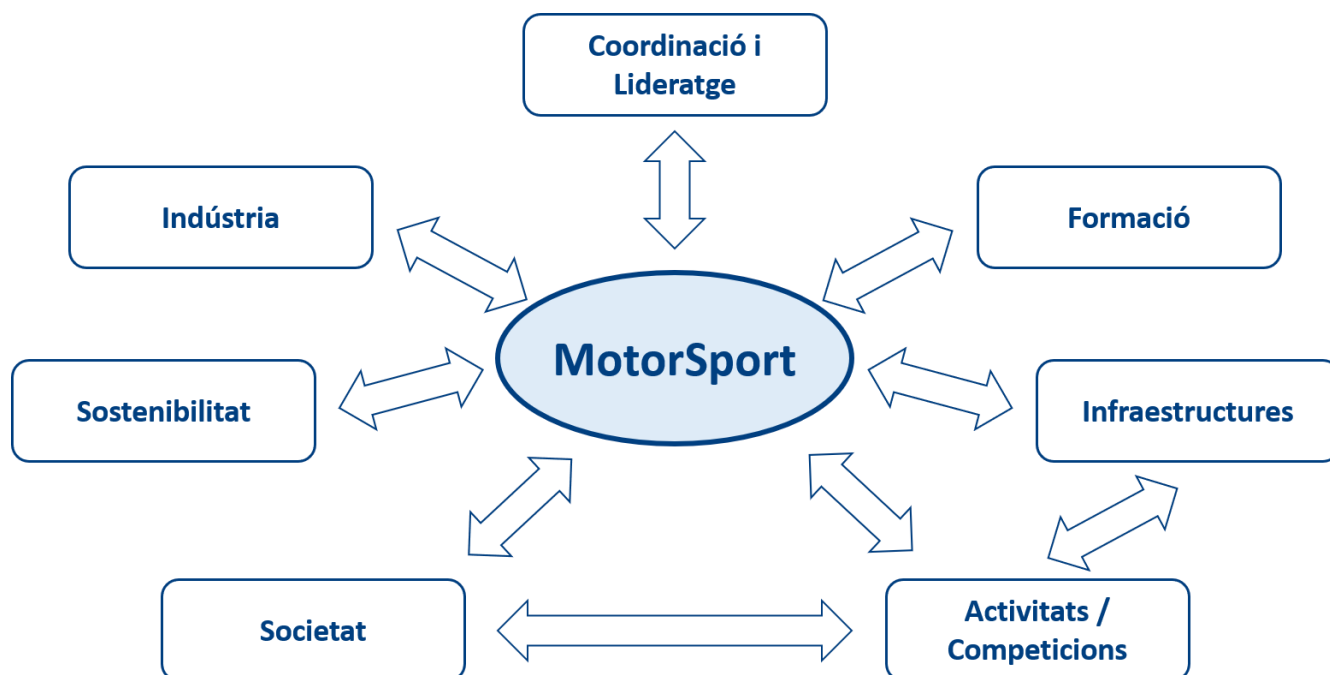 Coordinació i
Lideratge
Indústria
Formació
MotorSport
Sostenibilitat
Infraestructures
Societat
Activitats /
Competicions